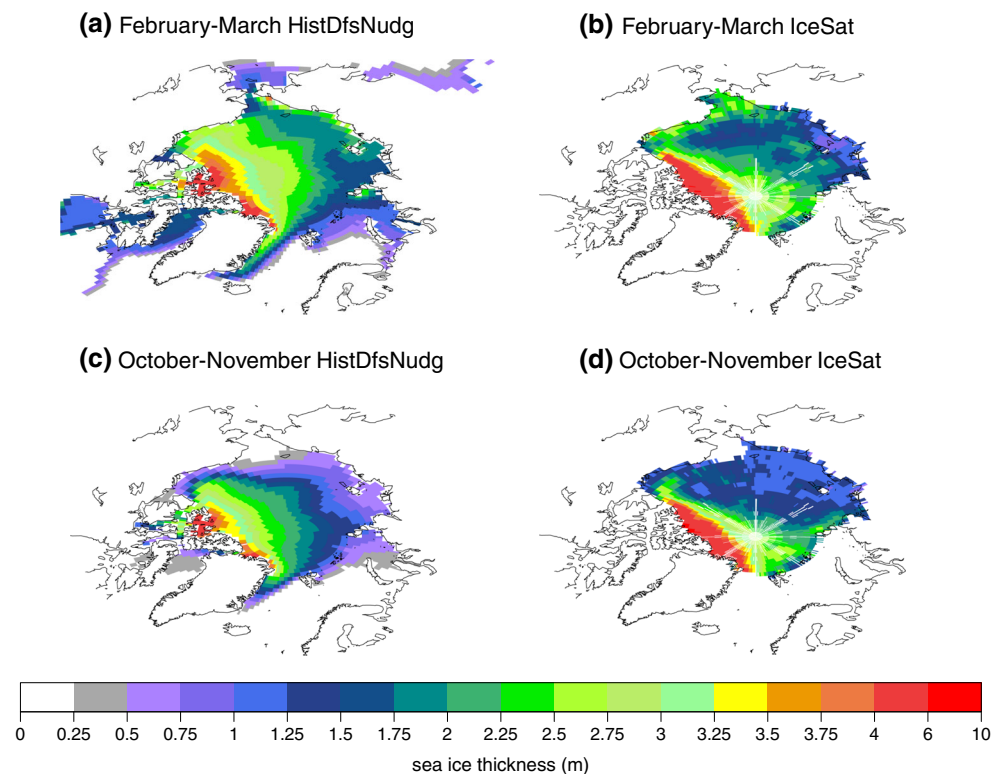 (a) February-March HistDfsNudg
(b) February-March IceSat
(c) October-November HistDfsNudg
(d) October-November IceSat
0 0.25 0.5 0.75 1 1.25 1.5 1.75 2 2.25 2.5 2.75 3 3.25 3.5 3.75 4 6 10
sea ice thickness (m)